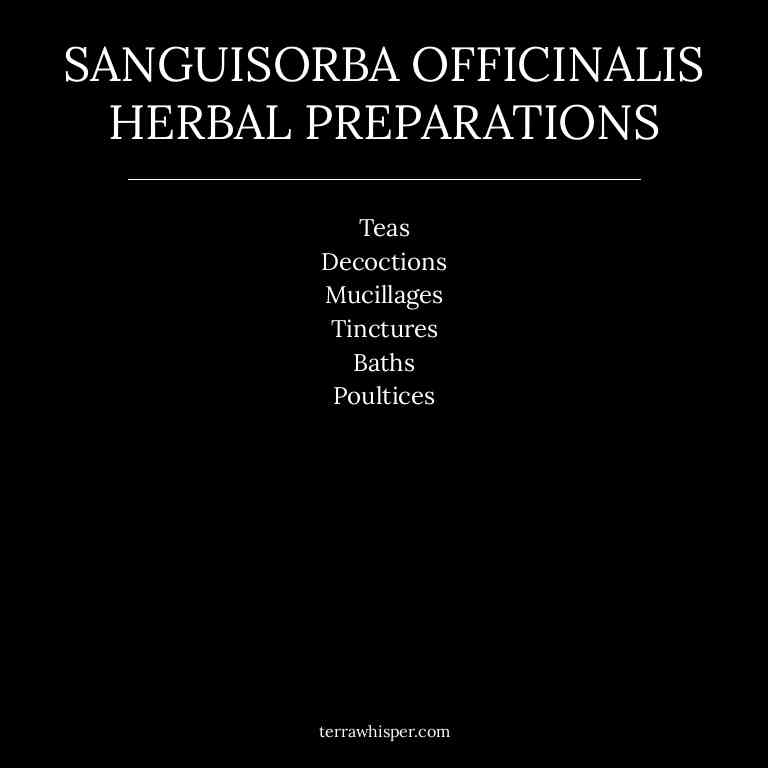 SANGUISORBA OFFICINALIS
HERBAL PREPARATIONS
Teas
Decoctions
Mucillages
Tinctures
Baths
Poultices
terrawhisper.com